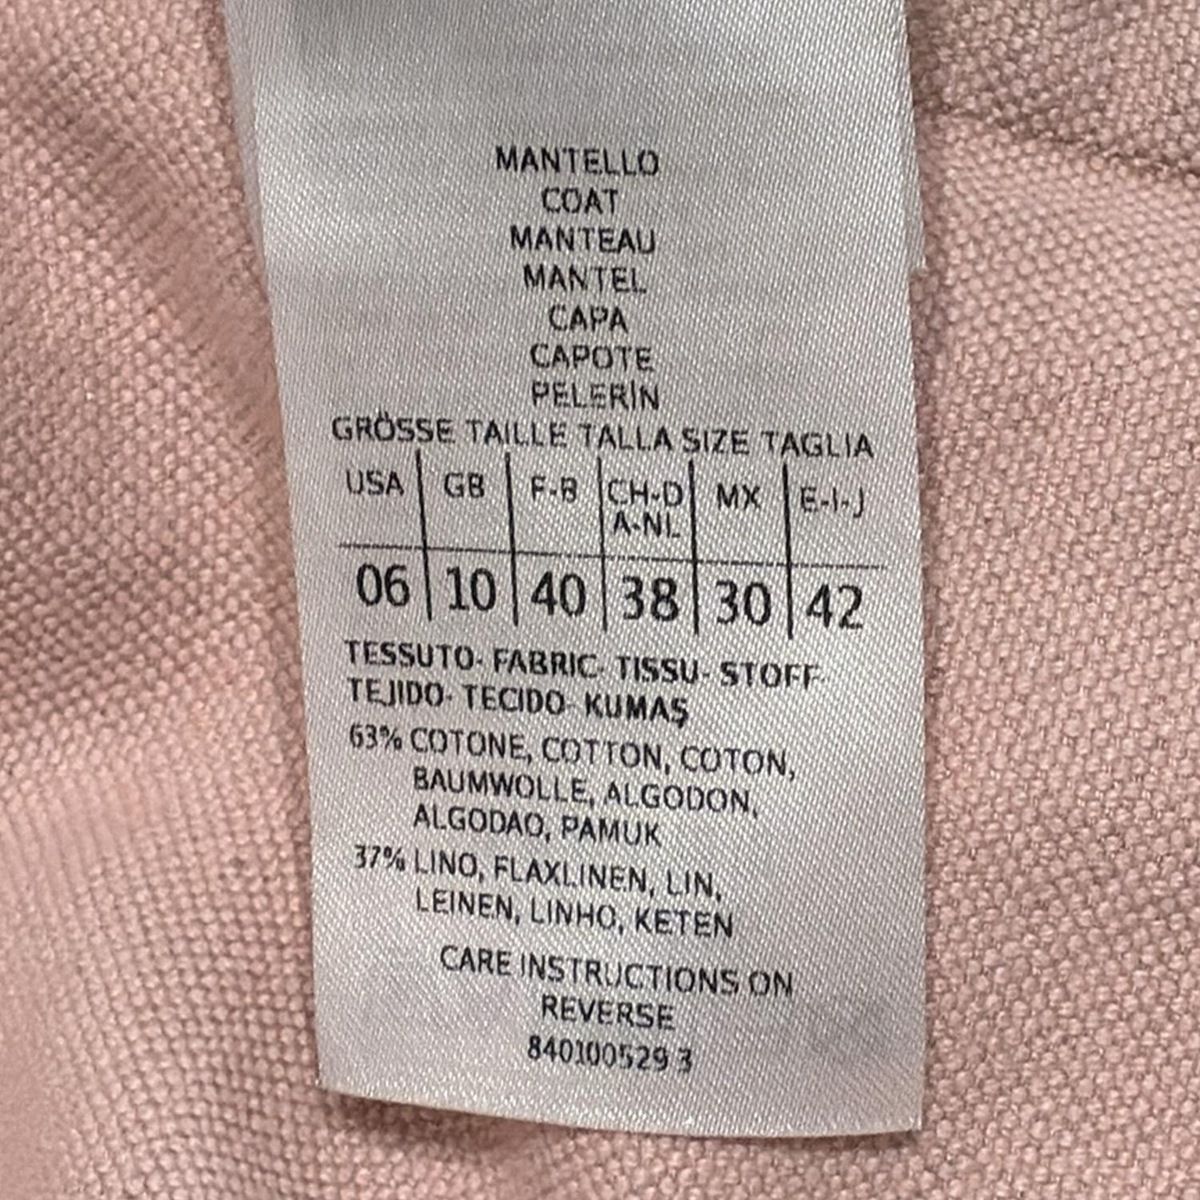 MANTELLO
COAT
MANTEAU
MANTEL
CAPA
CAPOTE
PELERİN
GRÖSSE TAILLE TALLA SIZE TAGLIA
USA GB F-B CH-D MX E-I-J
A-NL
06 10 40 38 30 42
TESSUTO- FABRIC- TISSU- STOFF-
TEJIDO- TECIDO- KUMAŞ
63% COTONE, COTTON, COTON,
BAUMWOLLE, ALGODON,
ALGODAO, PAMUK
37% LINO, FLAXLINEN, LIN,
LEINEN, LINHO, KETEN
CARE INSTRUCTIONS ON
REVERSE
840100529 3